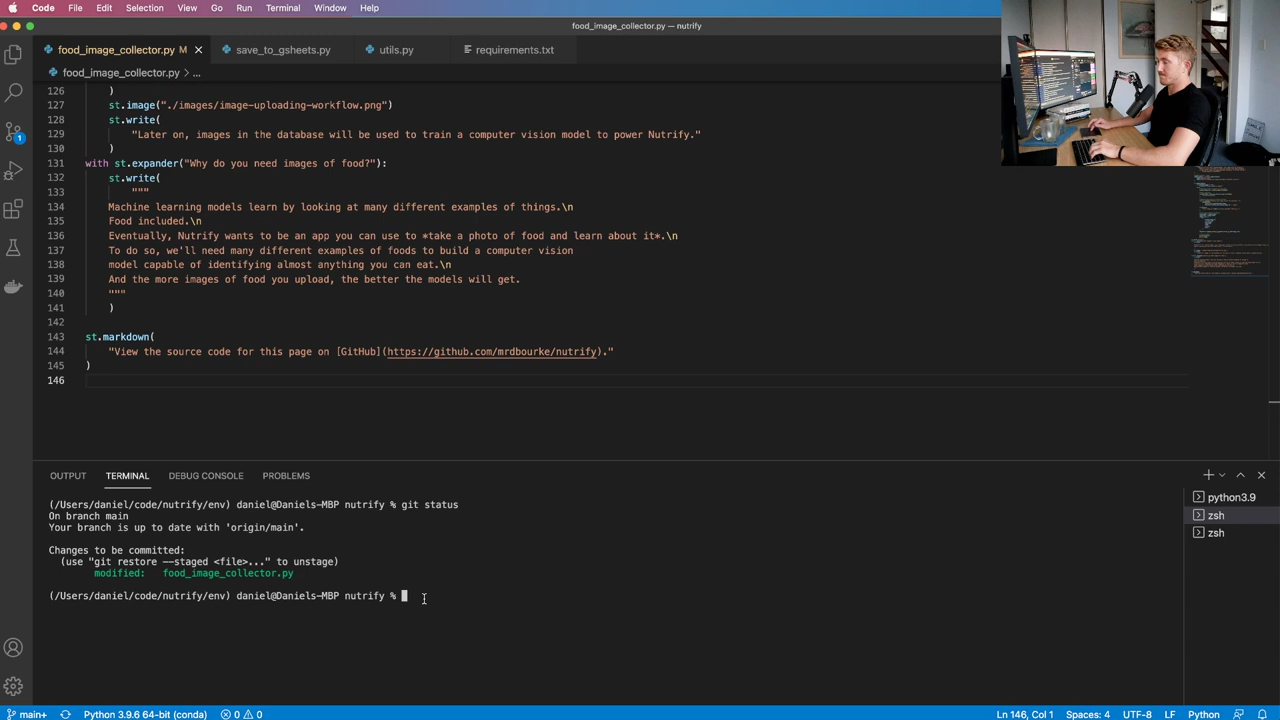 Code File Edit Selection View Go Run Terminal Window Help
food_image_collector.py — nutrify
food_image_collector.py M save_to_gsheets.py utils.py requirements.txt
food_image_collector.py > ...
126 )
127 st.image("./images/image-uploading-workflow.png")
128 st.write(
129 "Later on, images in the database will be used to train a computer vision model to power Nutrify."
130 )
131 with st.expander("Why do you need images of food?"):
132 st.write(
133 """
134 Machine learning models learn by looking at many different examples of things.\n
135 Food included.\n
136 Eventually, Nutrify wants to be an app you can use to *take a photo of food and learn about it*.\n
137 To do so, we'll need many different examples of foods to build a computer vision
138 model capable of identifying almost anything you can eat.\n
139 And the more images of food you upload, the better the models will get.
140 """
141 )
142
143 st.markdown(
144 "View the source code for this page on [GitHub](https://github.com/mrdbourke/nutrify)."
145 )
146
1
OUTPUT TERMINAL DEBUG CONSOLE PROBLEMS
(/Users/daniel/code/nutrify/env) daniel@Daniels-MBP nutrify % git status
On branch main
Your branch is up to date with 'origin/main'.
Changes to be committed:
(use "git restore --staged <file>..." to unstage)
modified: food_image_collector.py
(/Users/daniel/code/nutrify/env) daniel@Daniels-MBP nutrify %
python3.9
zsh
zsh
main+ Python 3.9.6 64-bit (conda) 0 0 Ln 146, Col 1 Spaces: 4 UTF-8 LF Python